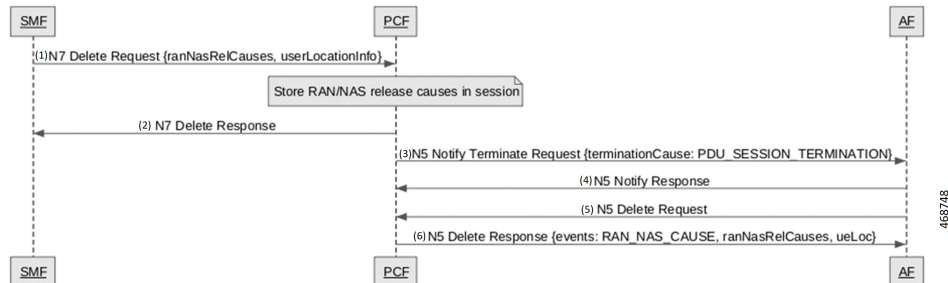 SMF PCF AF
(1)N7 Delete Request {ranNasRelCauses, userLocationInfo}
Store RAN/NAS release causes in session
(2) N7 Delete Response
(3)N5 Notify Terminate Request {terminationCause: PDU_SESSION_TERMINATION}
(4)N5 Notify Response
(5) N5 Delete Request
(6)N5 Delete Response {events: RAN_NAS_CAUSE, ranNasRelCauses, ueLoc}
SMF PCF AF
468748